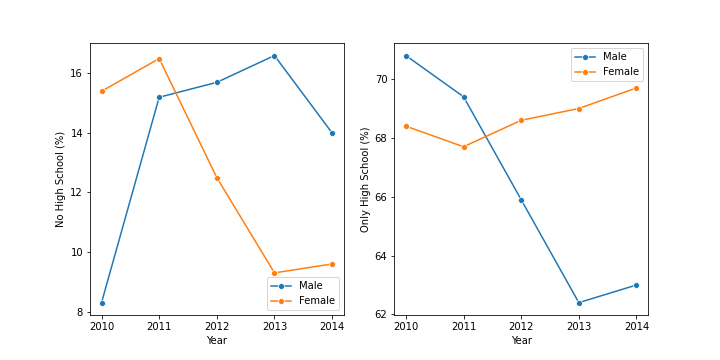 No High School (%)
16
14
12
10
8
2010 2011 2012 2013 2014
Year
Male
Female
Only High School (%)
70
68
66
64
62
2010 2011 2012 2013 2014
Year
Male
Female